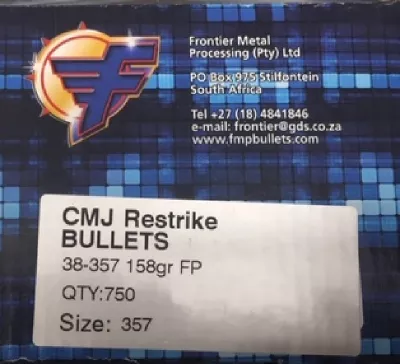 Frontier Metal
Processing (Pty) Ltd
PO Box 975 Stilfontein
South Africa
Tel +27 (18) 4841846
e-mail: frontier@gds.co.za
www.fmpbullets.com
CMJ Restrike
BULLETS
38-357 158gr FP
QTY:750
Size: 357